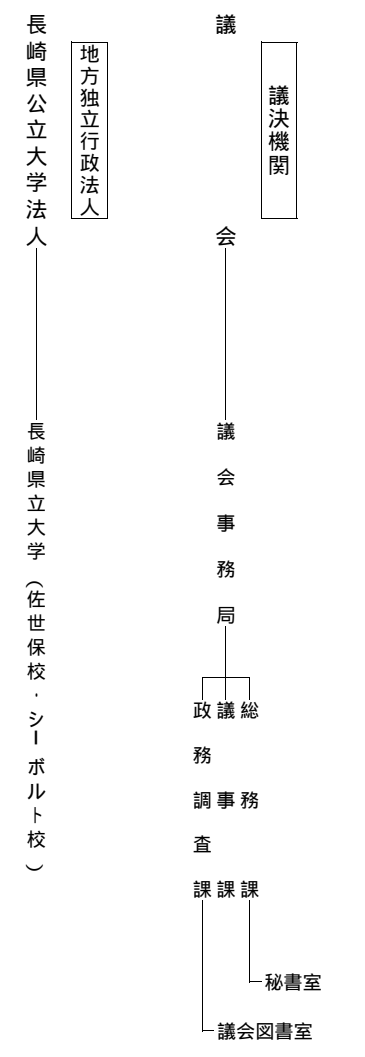 議決機関
議会
議会事務局
総務課
秘書室
議事課
政務調査課
議会図書室
地方独立行政法人
長崎県公立大学法人
長崎県立大学(佐世保校・シーボルト校)